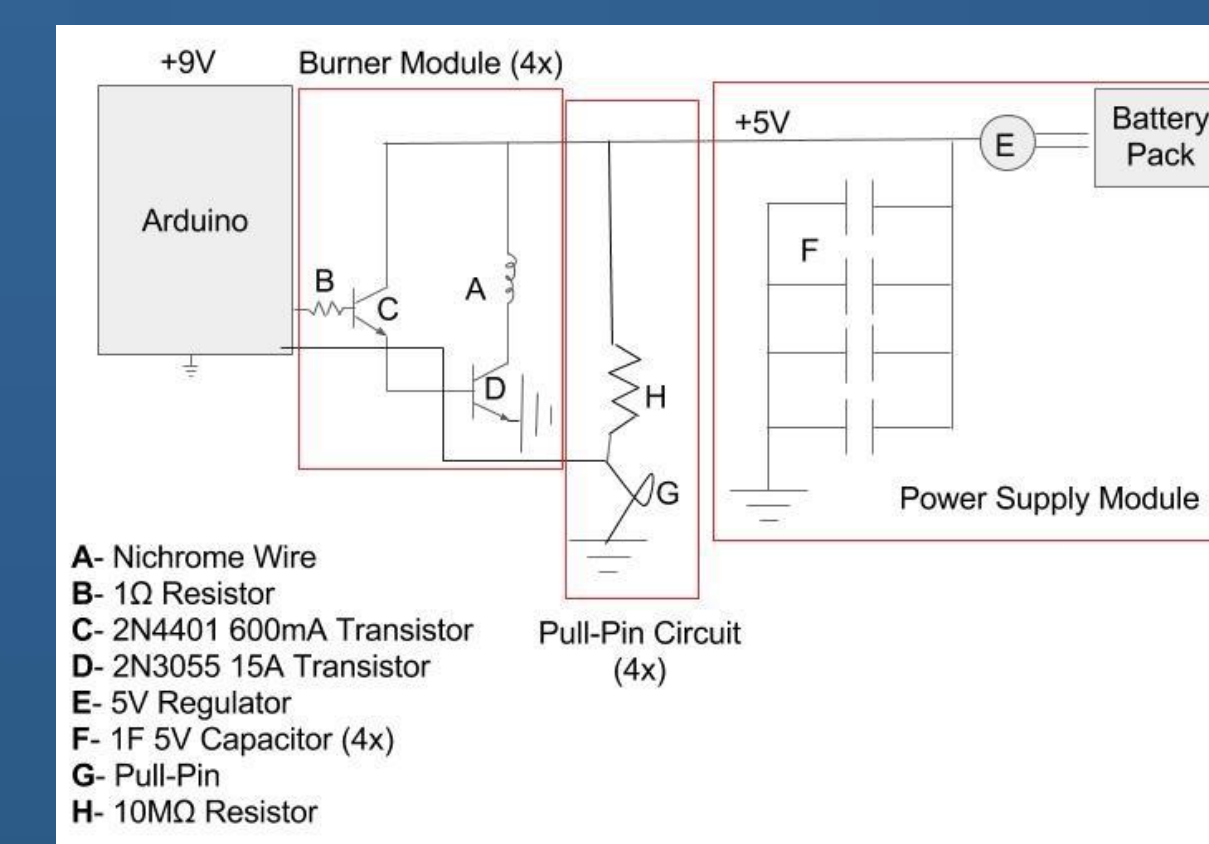 +9V
Burner Module (4x)
Arduino
+5V
E
Battery
Pack
B
C
A
D
H
G
F
Power Supply Module
Pull-Pin Circuit
(4x)
A- Nichrome Wire
B- 1Ω Resistor
C- 2N4401 600mA Transistor
D- 2N3055 15A Transistor
E- 5V Regulator
F- 1F 5V Capacitor (4x)
G- Pull-Pin
H- 10MΩ Resistor